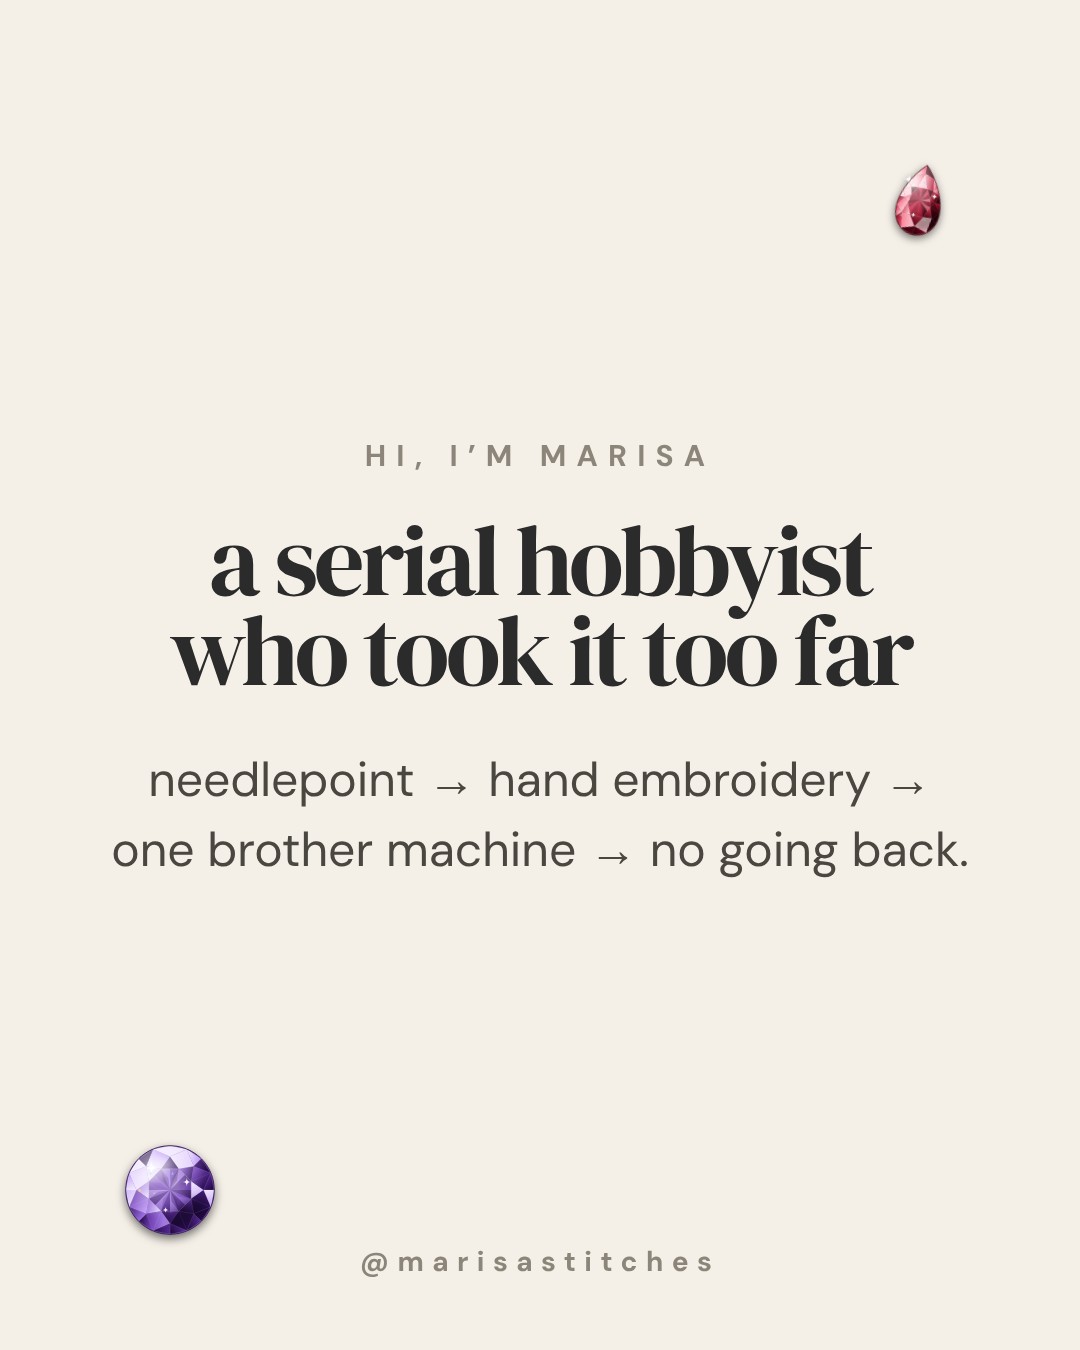 HI, I’M MARISA
a serial hobbyist
who took it too far
needlepoint → hand embroidery →
one brother machine → no going back.
@marisastitches